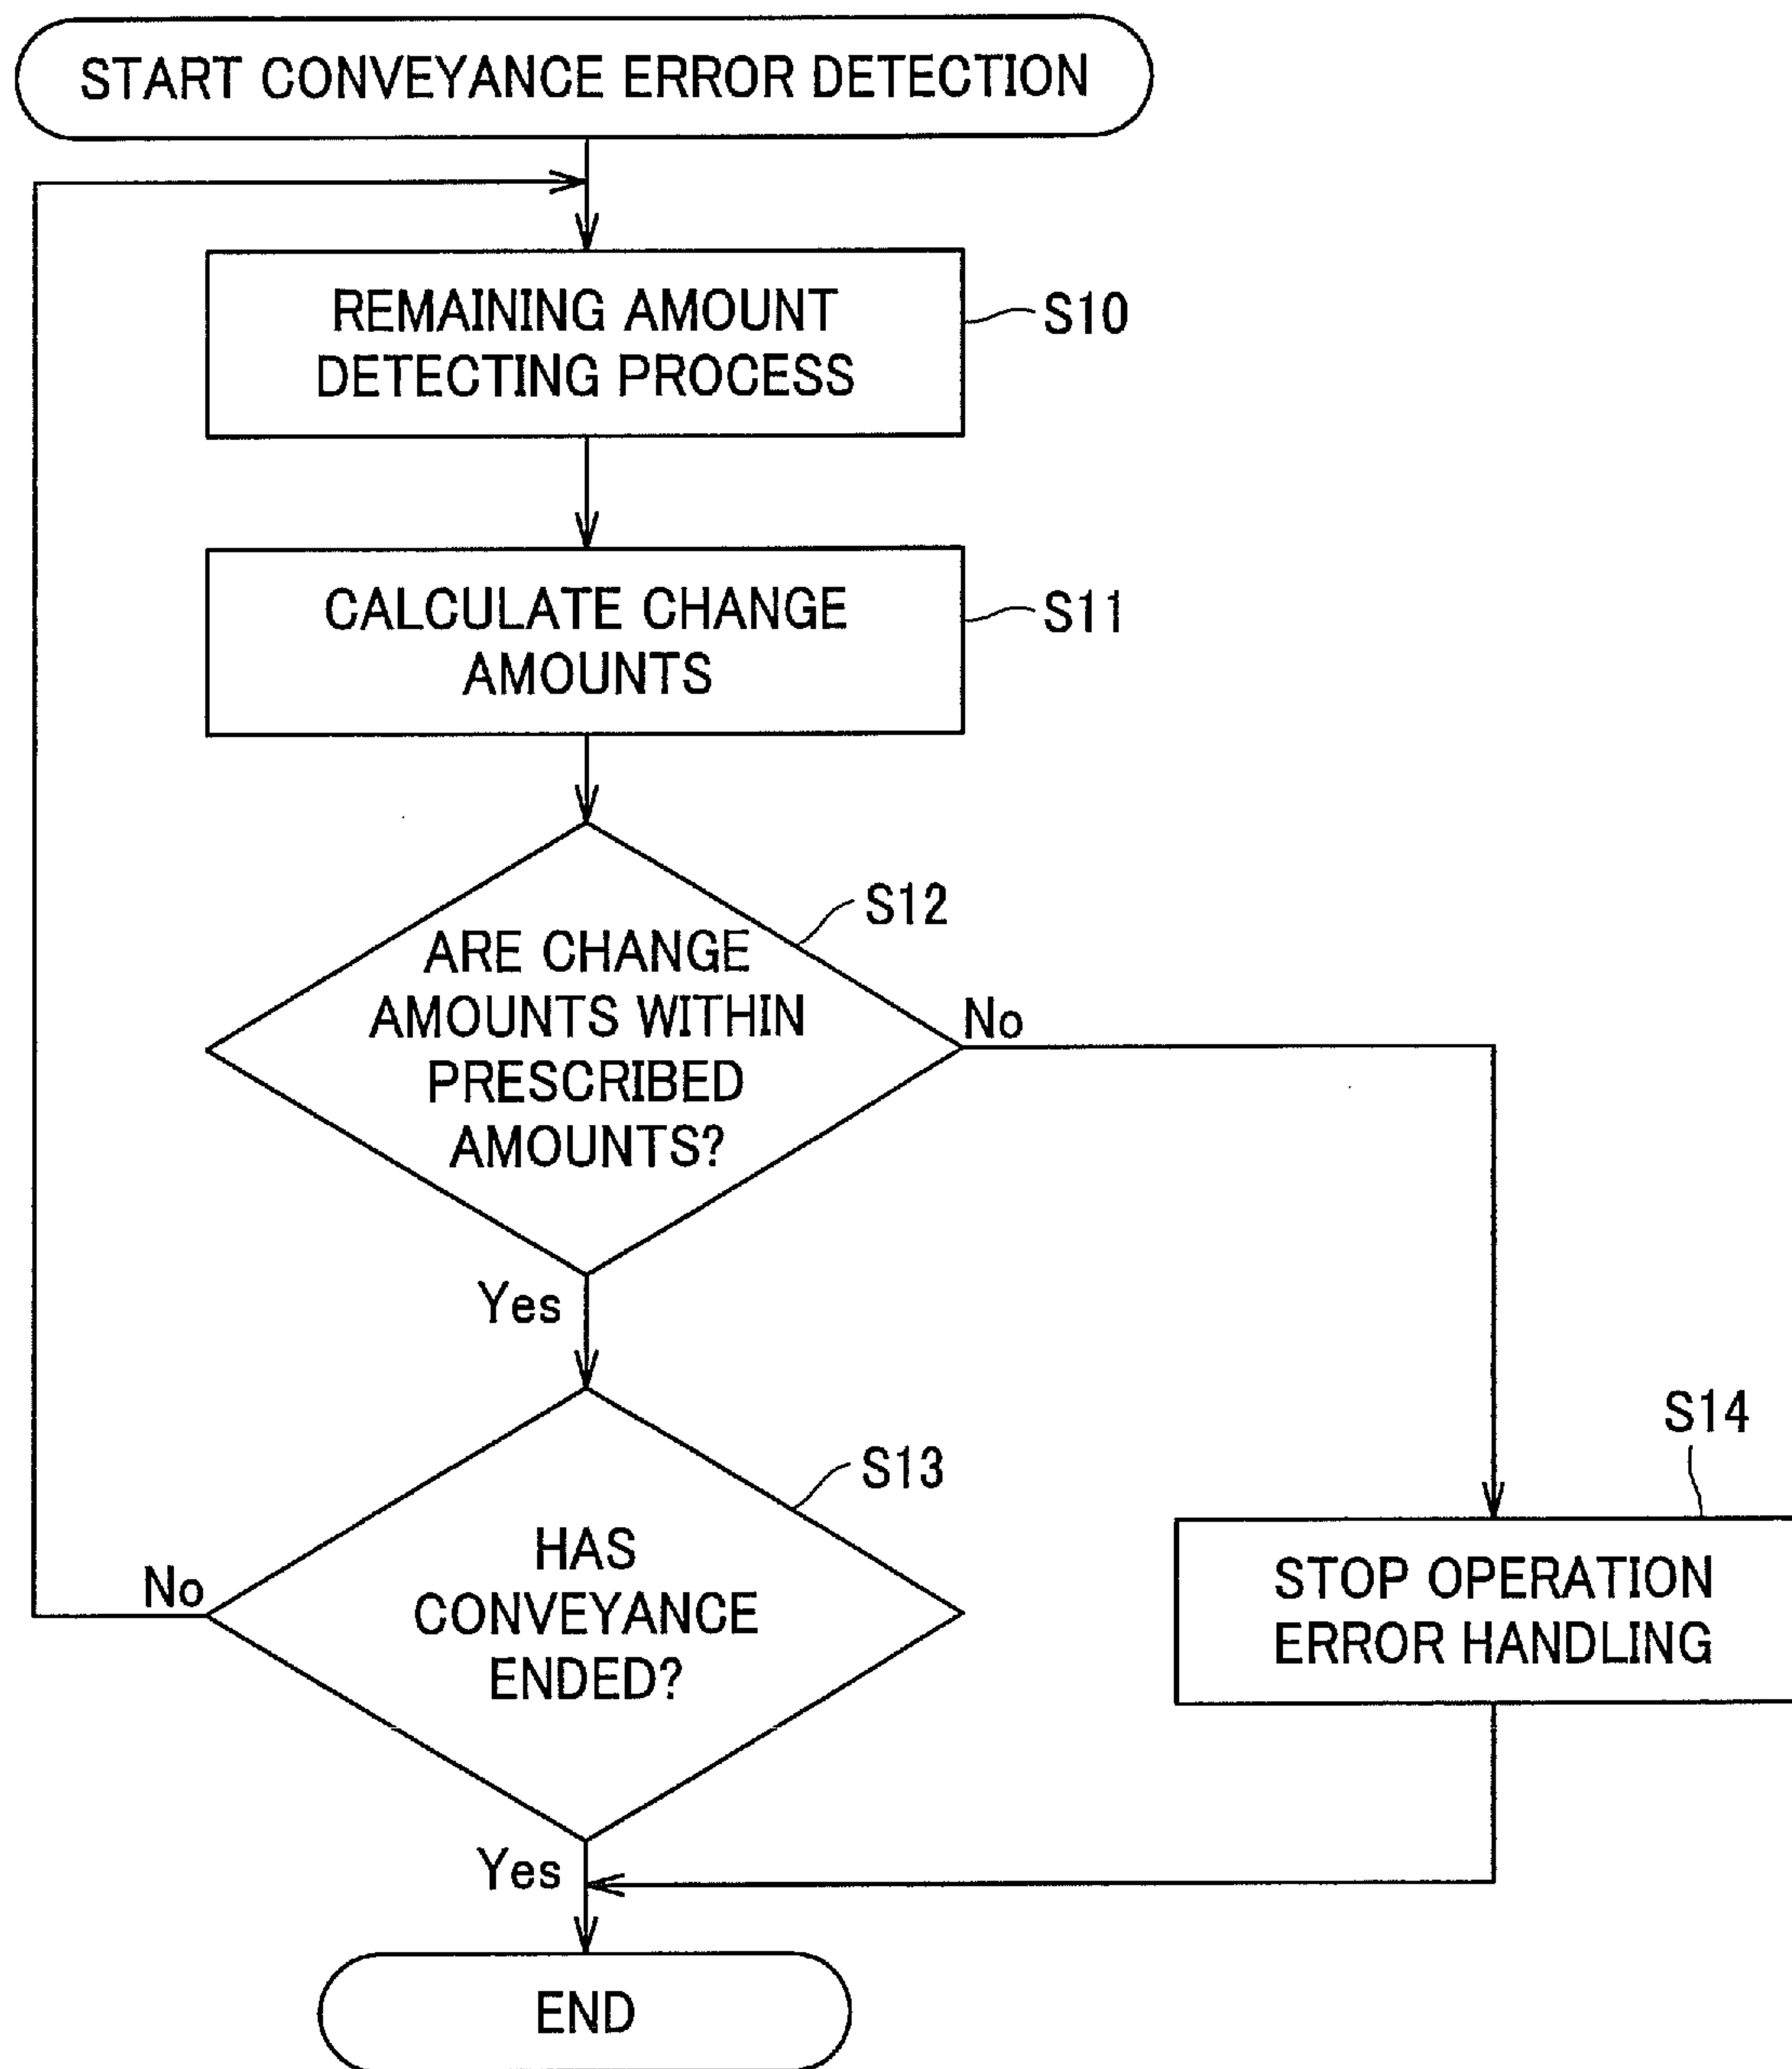 START CONVEYANCE ERROR DETECTION
REMAINING AMOUNT
DETECTING PROCESS
S10
CALCULATE CHANGE
AMOUNTS
S11
S12
ARE CHANGE
AMOUNTS WITHIN
PRESCRIBED
AMOUNTS?
No
Yes
S13
HAS
CONVEYANCE
ENDED?
No
S14
STOP OPERATION
ERROR HANDLING
Yes
END